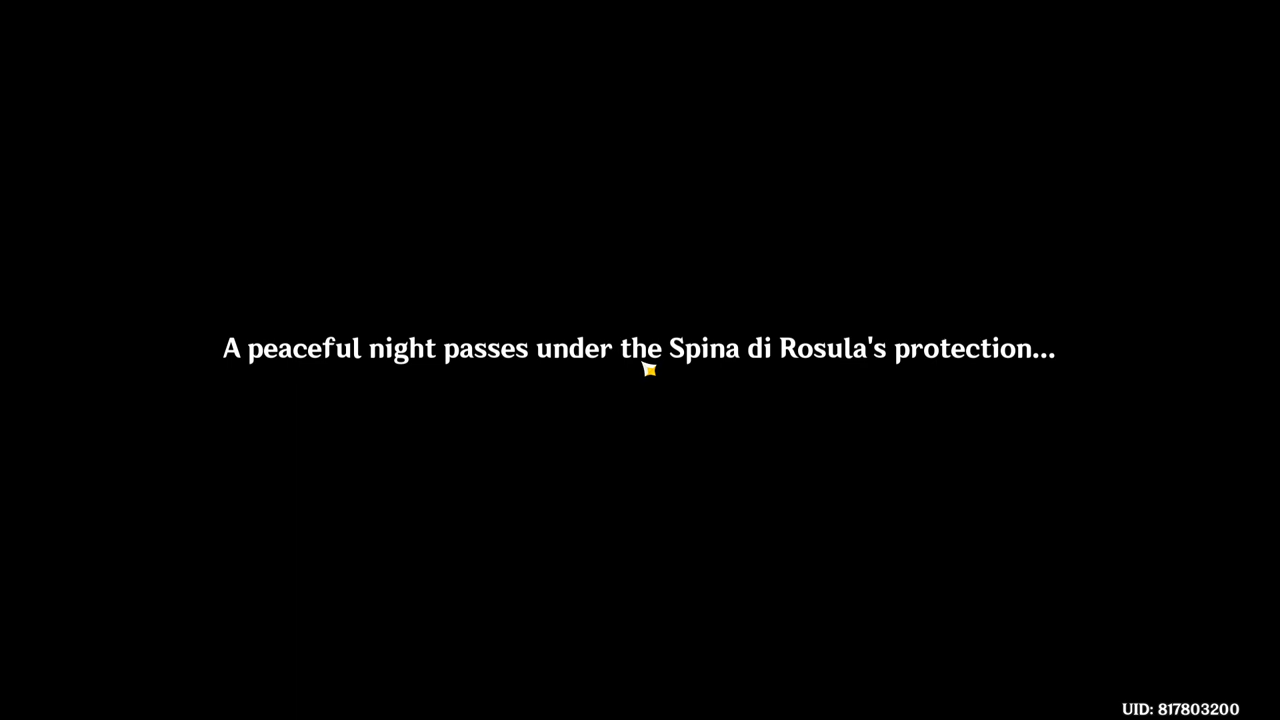 A peaceful night passes under the Spina di Rosula's protection...
UID: 817803200